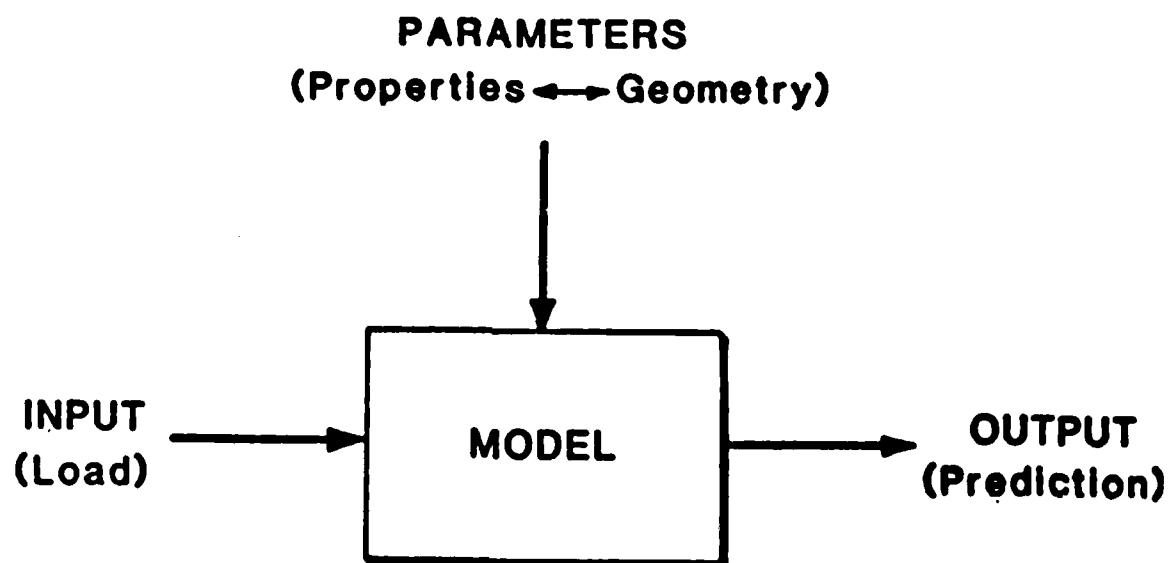 PARAMETERS
(Properties ↔ Geometry)
INPUT
(Load)
MODEL
OUTPUT
(Prediction)